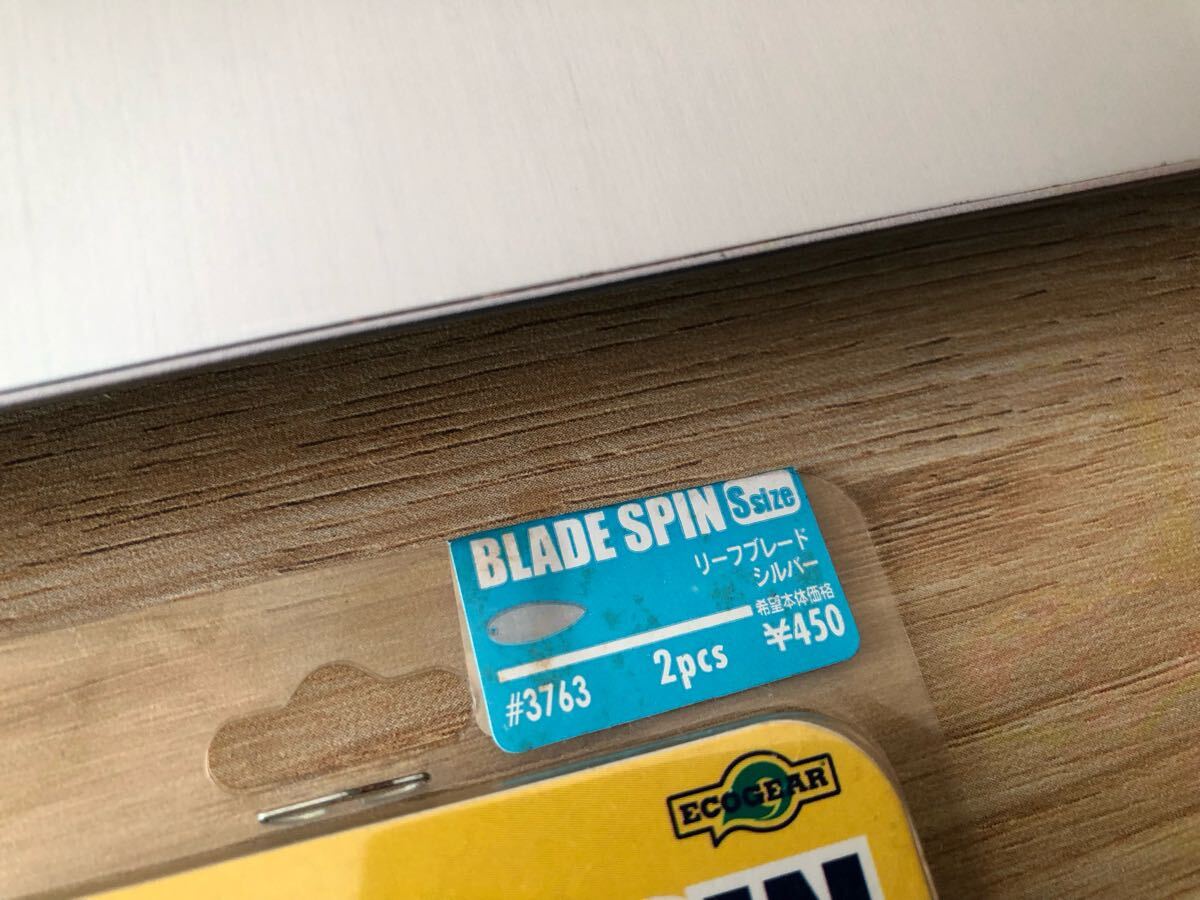 BLADE SPIN Ssize
リーフブレード
シルバー
希望本体価格
¥450
2pcs
#3763
ECOGEAR